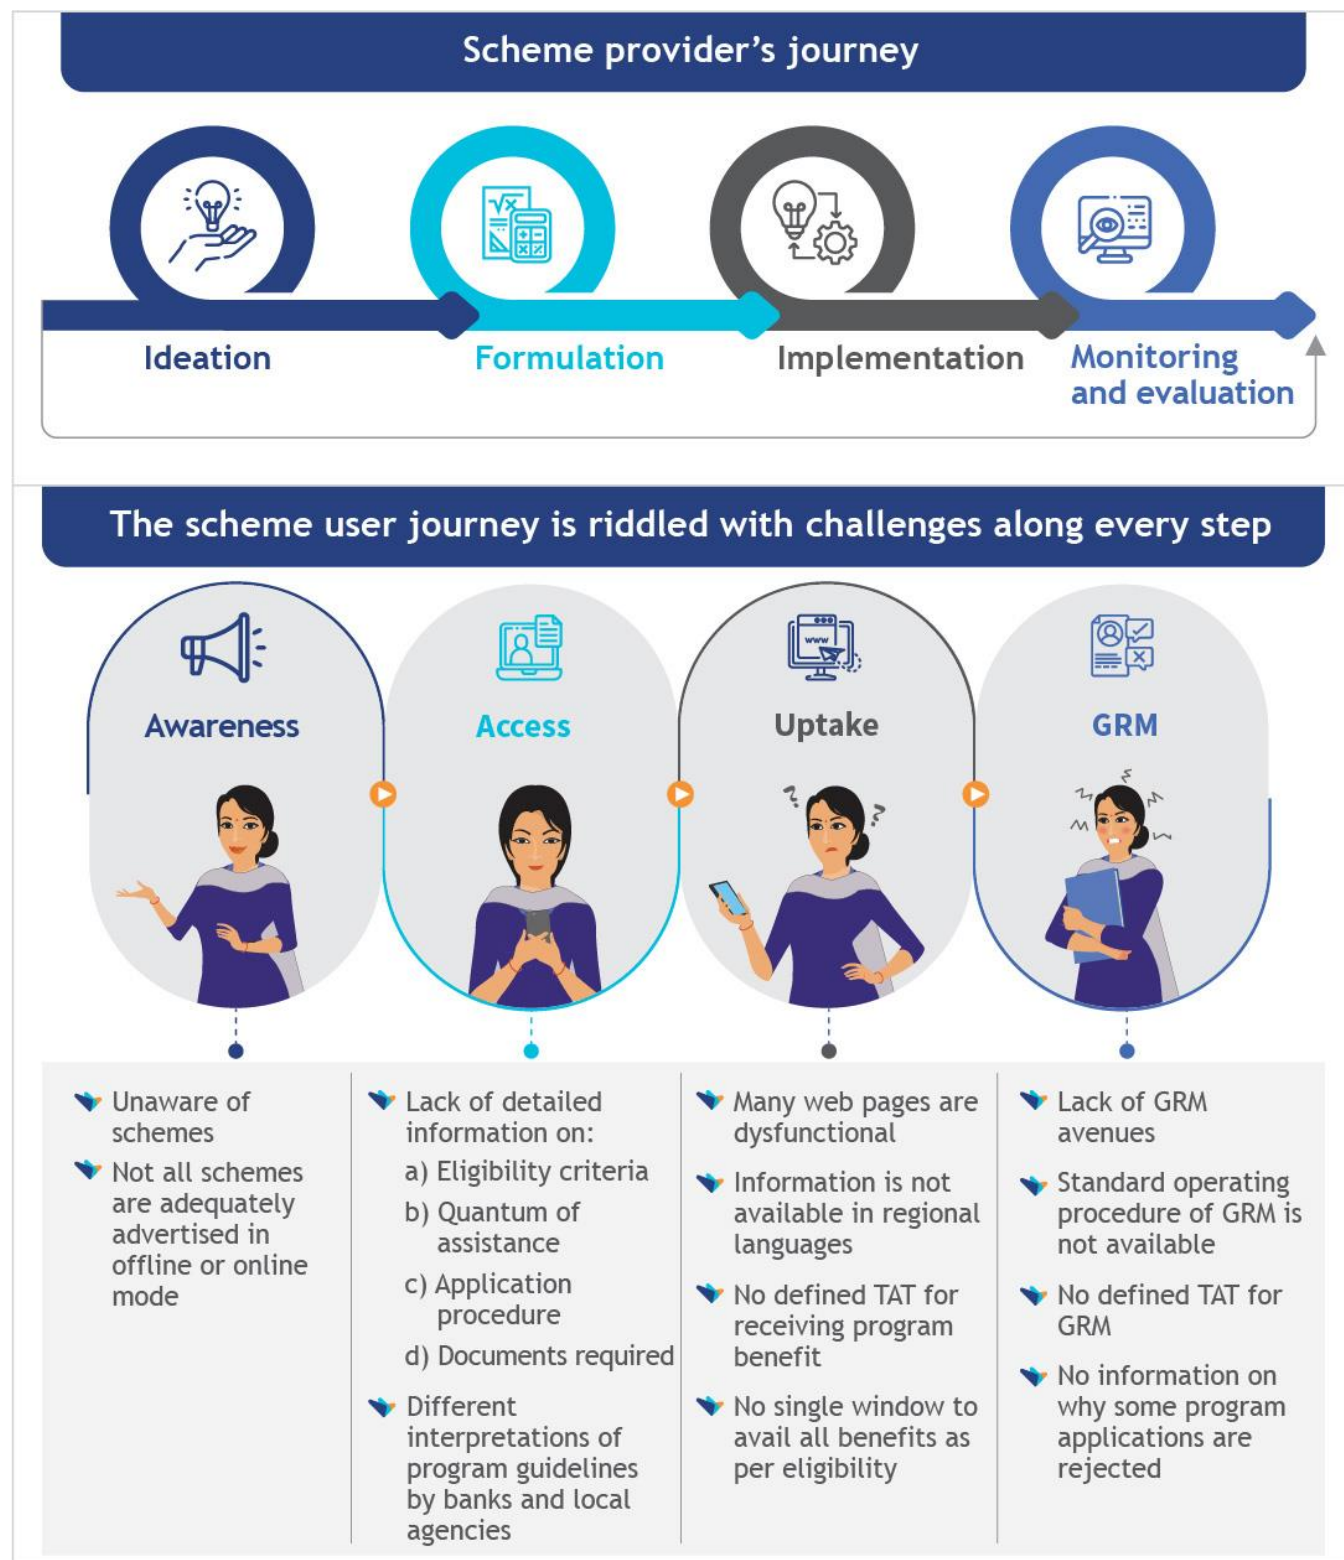 Scheme provider's journey
Ideation
Formulation
Implementation
Monitoring
and evaluation
The scheme user journey is riddled with challenges along every step
Awareness
Access
www
Uptake
GRM
Unaware of
schemes
Not all schemes
are adequately
advertised in
offline or online
mode
Lack of detailed
information on:
a) Eligibility criteria
b) Quantum of
assistance
c) Application
procedure
d) Documents required
Different
interpretations of
program guidelines
by banks and local
agencies
Many web pages are
dysfunctional
Information is not
available in regional
languages
No defined TAT for
receiving program
benefit
No single window to
avail all benefits as
per eligibility
Lack of GRM
avenues
Standard operating
procedure of GRM is
not available
No defined TAT for
GRM
No information on
why some program
applications are
rejected